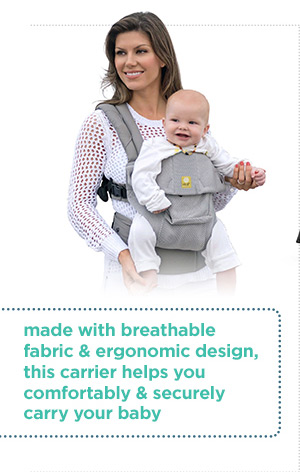 made with breathable
fabric & ergonomic design,
this carrier helps you
comfortably & securely
carry your baby